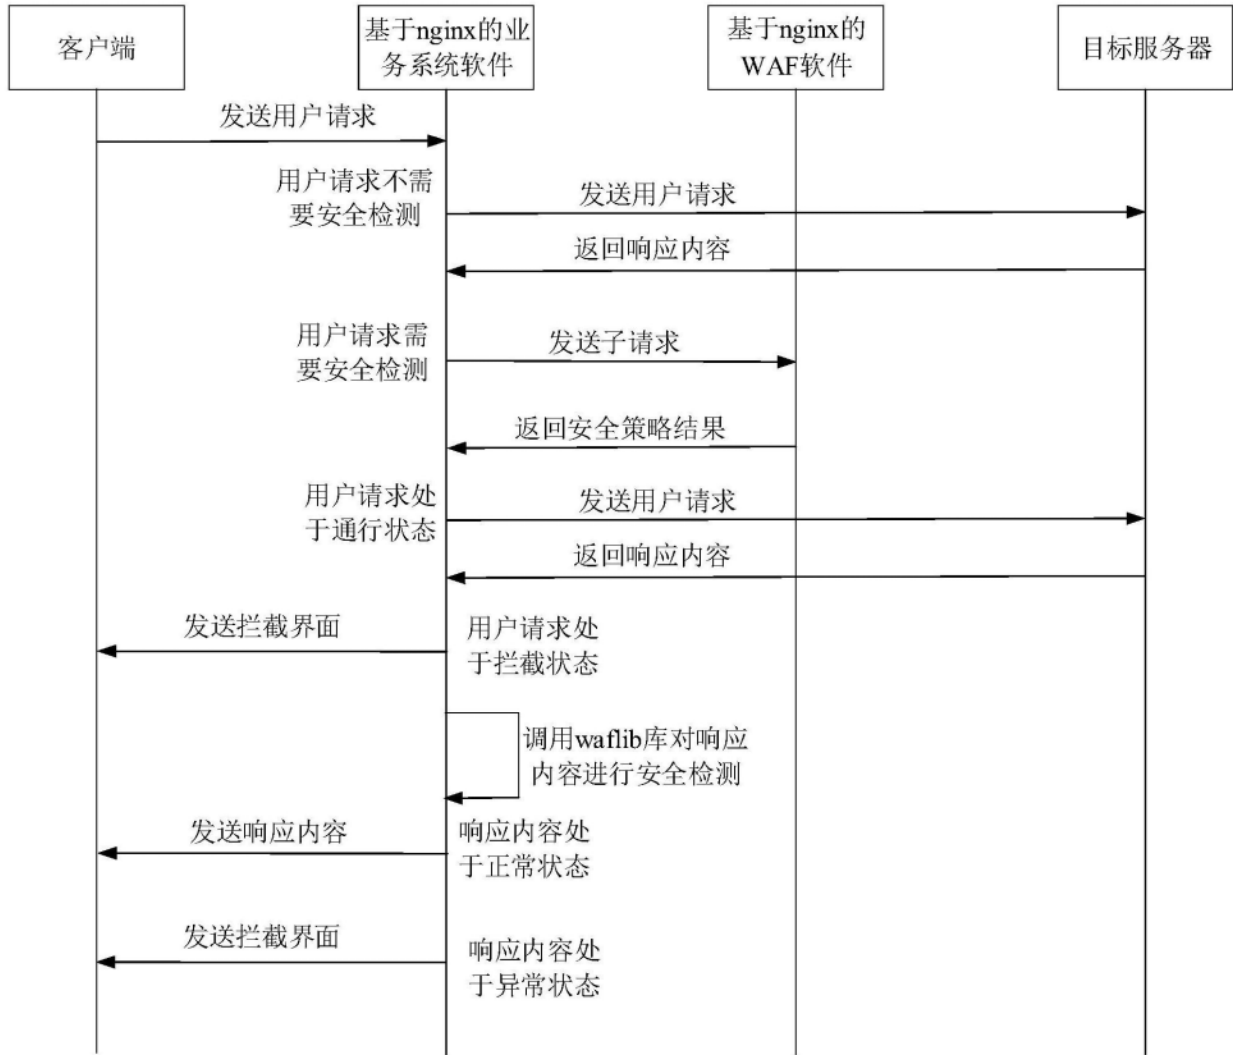 客户端
基于nginx的业
务系统软件
基于nginx的
WAF软件
目标服务器
发送用户请求
用户请求不需
要安全检测
发送用户请求
返回响应内容
用户请求需
要安全检测
发送子请求
返回安全策略结果
用户请求处
于通行状态
发送用户请求
返回响应内容
发送拦截界面
用户请求处
于拦截状态
调用waflib库对响应
内容进行安全检测
发送响应内容
响应内容处
于正常状态
发送拦截界面
响应内容处
于异常状态